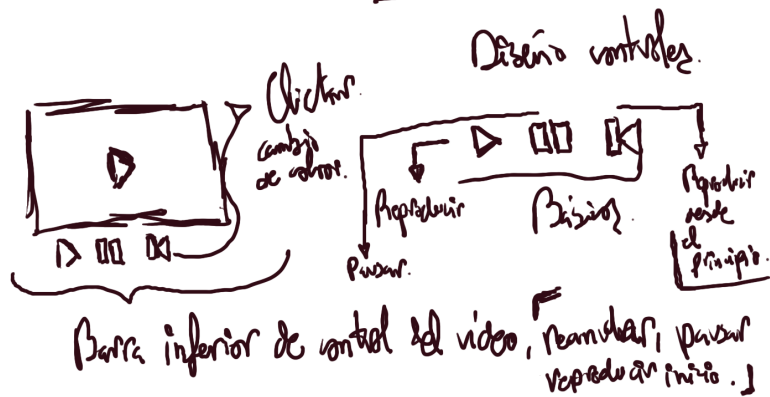 Diseño controles.
Clickar.
cambio
de color.
Reproducir
Pausar.
Básicos.
Reproducir
desde
el
principio.
Barra inferior de control del video, "reanudar, pausar
reproducir inicio."